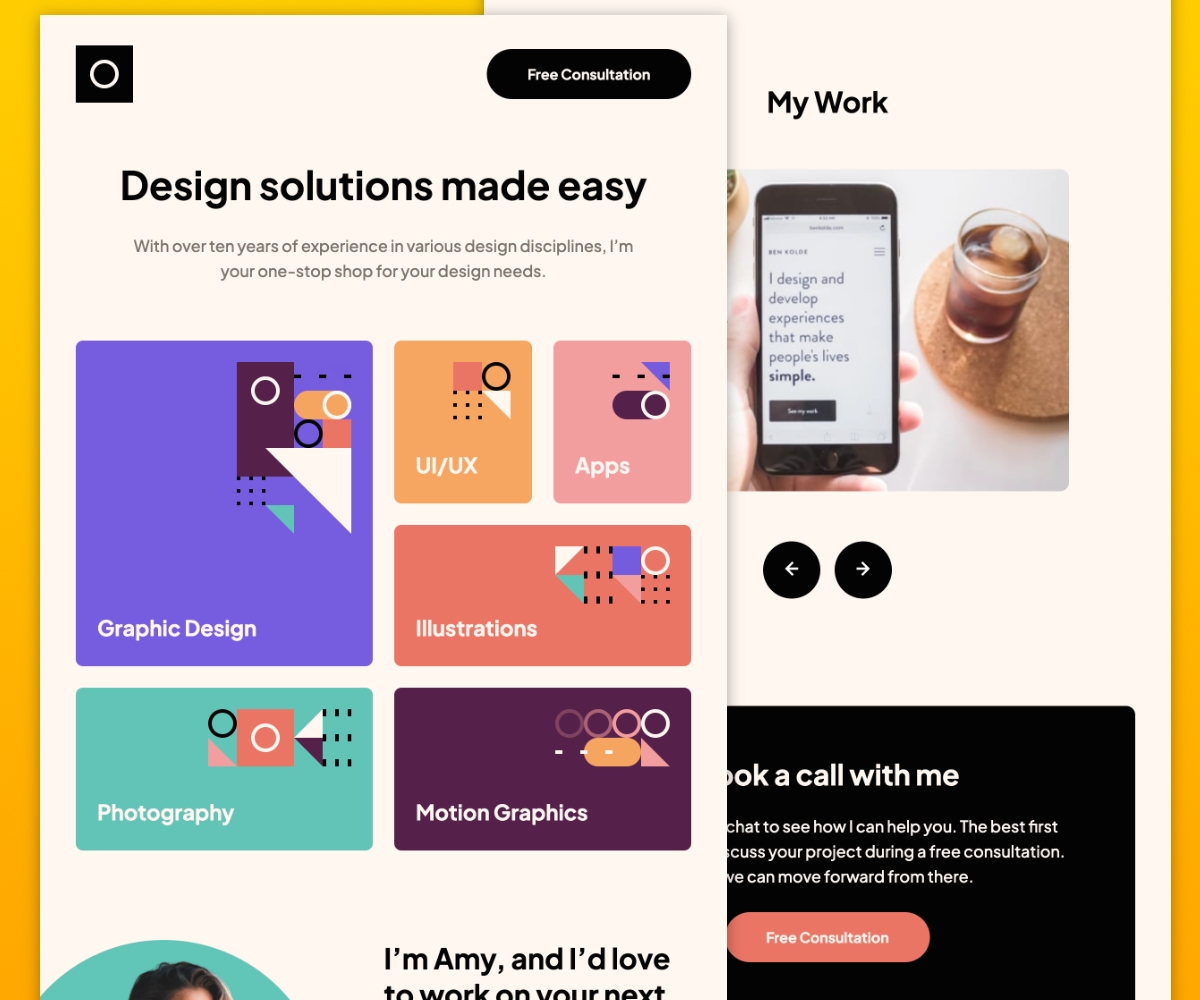 Free Consultation
Design solutions made easy
With over ten years of experience in various design disciplines, I’m
your one-stop shop for your design needs.
Graphic Design
UI/UX
Apps
Illustrations
Photography
Motion Graphics
I’m Amy, and I’d love
to work on your next
My Work
benkolde.com
BEN KOLDE
I design and
develop
experiences
that make
people's lives
simple.
See my work
ook a call with me
chat to see how I can help you. The best first
scuss your project during a free consultation.
we can move forward from there.
Free Consultation